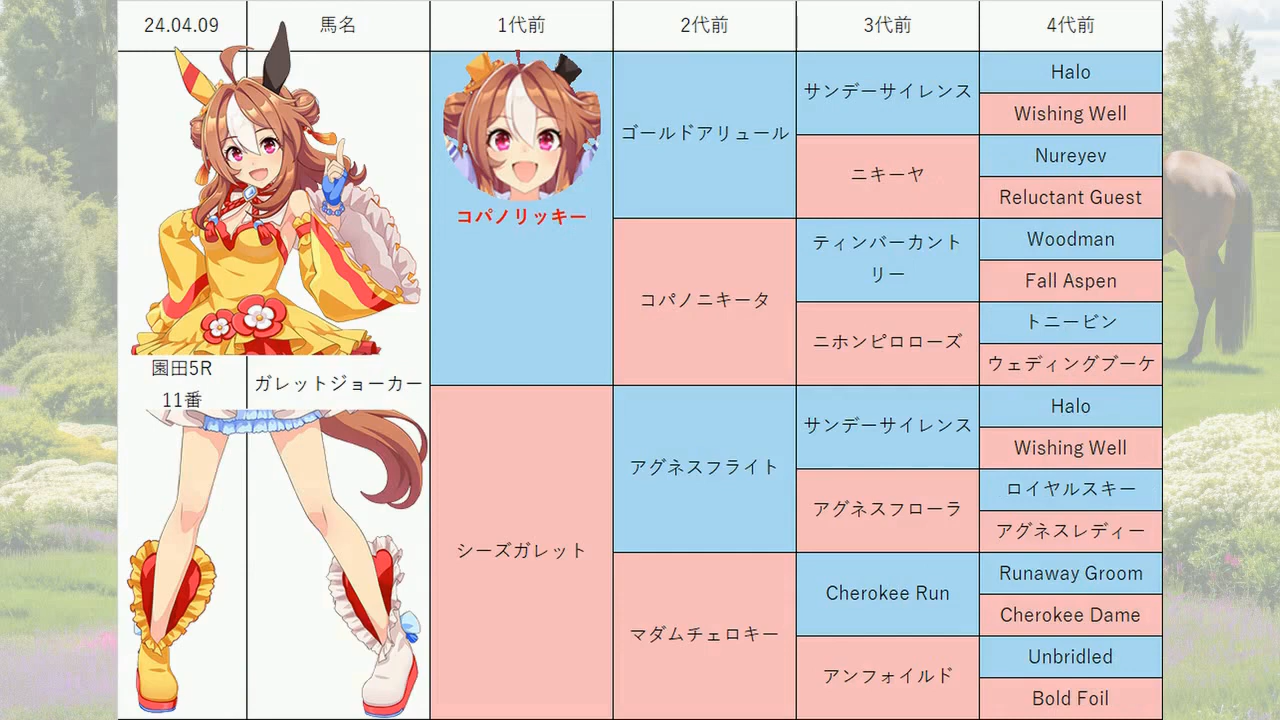 24.04.09
馬名
1代前
2代前
3代前
4代前
園田5R
11番
ガレットジョーカー
コパノリッキー
シーズガレット
ゴールドアリュール
コパノニキータ
アグネスフライト
マダムチェロキー
サンデーサイレンス
ニキーヤ
ティンバーカント
リー
ニホンピロローズ
サンデーサイレンス
アグネスフローラ
Cherokee Run
アンフォイルド
Halo
Wishing Well
Nureyev
Reluctant Guest
Woodman
Fall Aspen
トニービン
ウェディングブーケ
Halo
Wishing Well
ロイヤルスキー
アグネスレディー
Runaway Groom
Cherokee Dame
Unbridled
Bold Foil